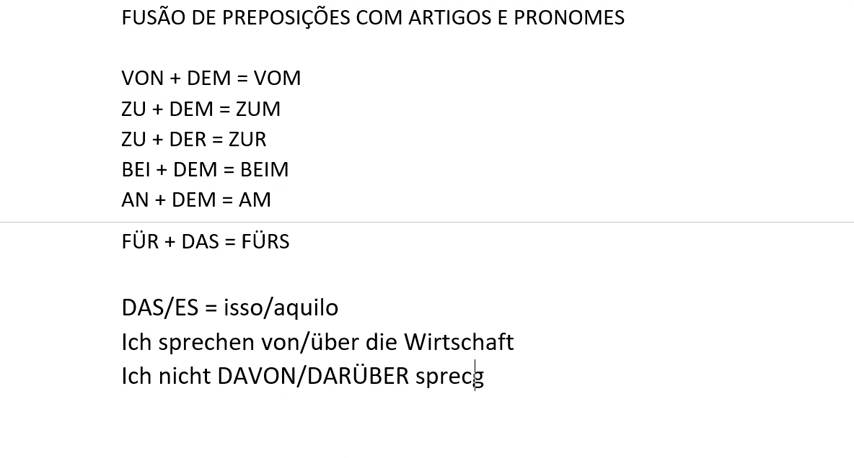 FUSÃO DE PREPOSIÇÕES COM ARTIGOS E PRONOMES
VON + DEM = VOM
ZU + DEM = ZUM
ZU + DER = ZUR
BEI + DEM = BEIM
AN + DEM = AM
FÜR + DAS = FÜRS
DAS/ES = isso/aquilo
Ich sprechen von/über die Wirtschaft
Ich nicht DAVON/DARÜBER sprecg